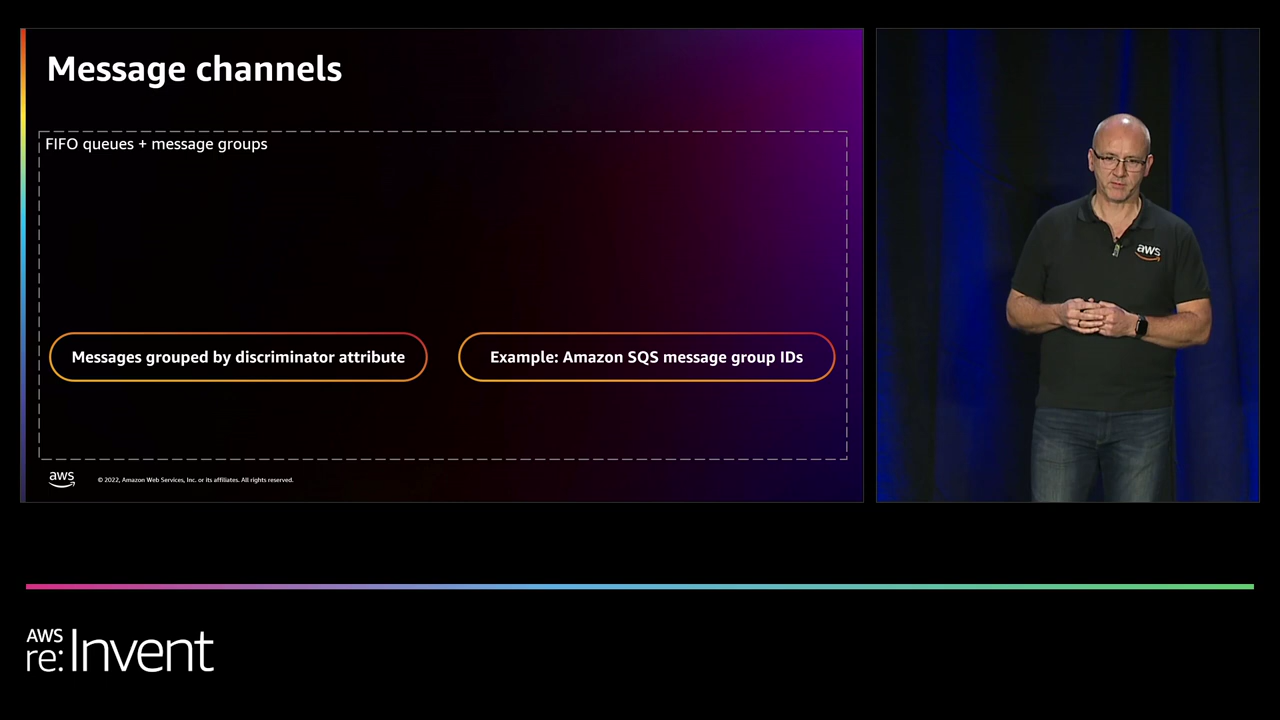 Message channels
FIFO queues + message groups
Messages grouped by discriminator attribute
Example: Amazon SQS message group IDs
aws
© 2022, Amazon Web Services, Inc. or its affiliates. All rights reserved.
aws
AWS
re:Invent